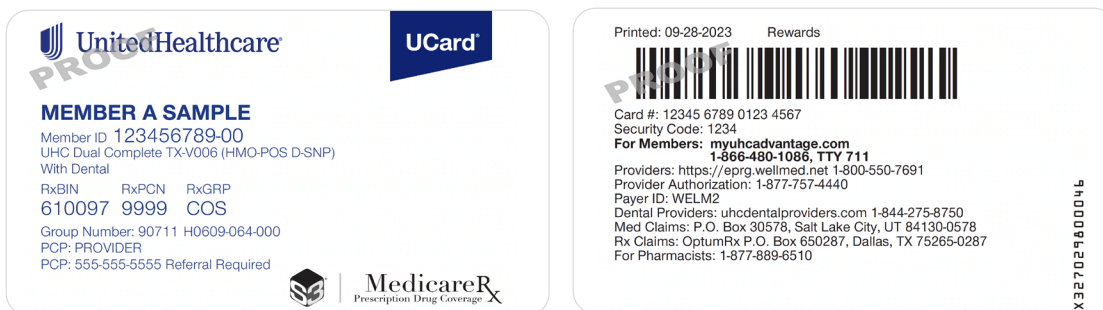 UnitedHealthcare®
UCard®
PROOF
MEMBER A SAMPLE
Member ID 123456789-00
UHC Dual Complete TX-V006 (HMO-POS D-SNP)
With Dental
RxBIN RxPCN RxGRP
610097 9999 COS
Group Number: 90711 H0609-064-000
PCP: PROVIDER
PCP: 555-555-5555 Referral Required
S3
MedicareRx
Prescription Drug Coverage
Printed: 09-28-2023 Rewards
PROOF
Card #: 12345 6789 0123 4567
Security Code: 1234
For Members: myuhcadvantage.com
1-866-480-1086, TTY 711
Providers: https://eprg.wellmed.net 1-800-550-7691
Provider Authorization: 1-877-757-4440
Payer ID: WELM2
Dental Providers: uhcdentalproviders.com 1-844-275-8750
Med Claims: P.O. Box 30578, Salt Lake City, UT 84130-0578
Rx Claims: OptumRx P.O. Box 650287, Dallas, TX 75265-0287
For Pharmacists: 1-877-889-6510
X327029800046